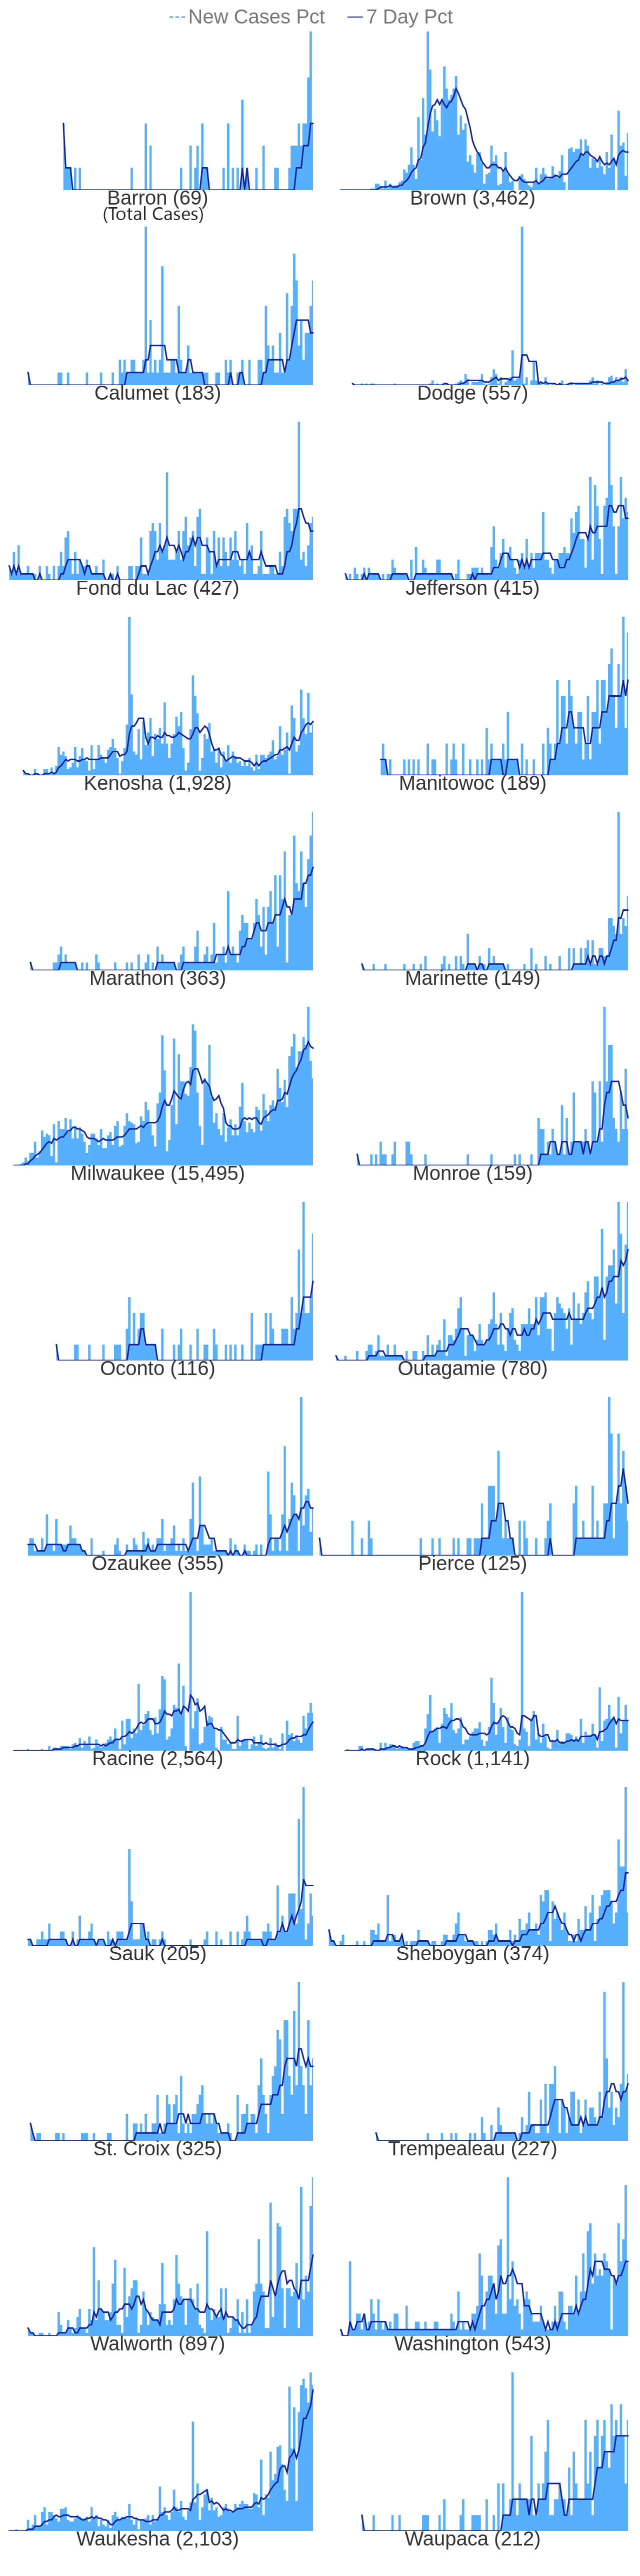 New Cases Pct 7 Day Pct
Barron (69) Brown (3,462)
(Total Cases)
Calumet (183) Dodge (557)
Fond du Lac (427) Jefferson (415)
Kenosha (1,928) Manitowoc (189)
Marathon (363) Marinette (149)
Milwaukee (15,495) Monroe (159)
Oconto (116) Outagamie (780)
Ozaukee (355) Pierce (125)
Racine (2,564) Rock (1,141)
Sauk (205) Sheboygan (374)
St. Croix (325) Trempealeau (227)
Walworth (897) Washington (543)
Waukesha (2,103) Waupaca (212)